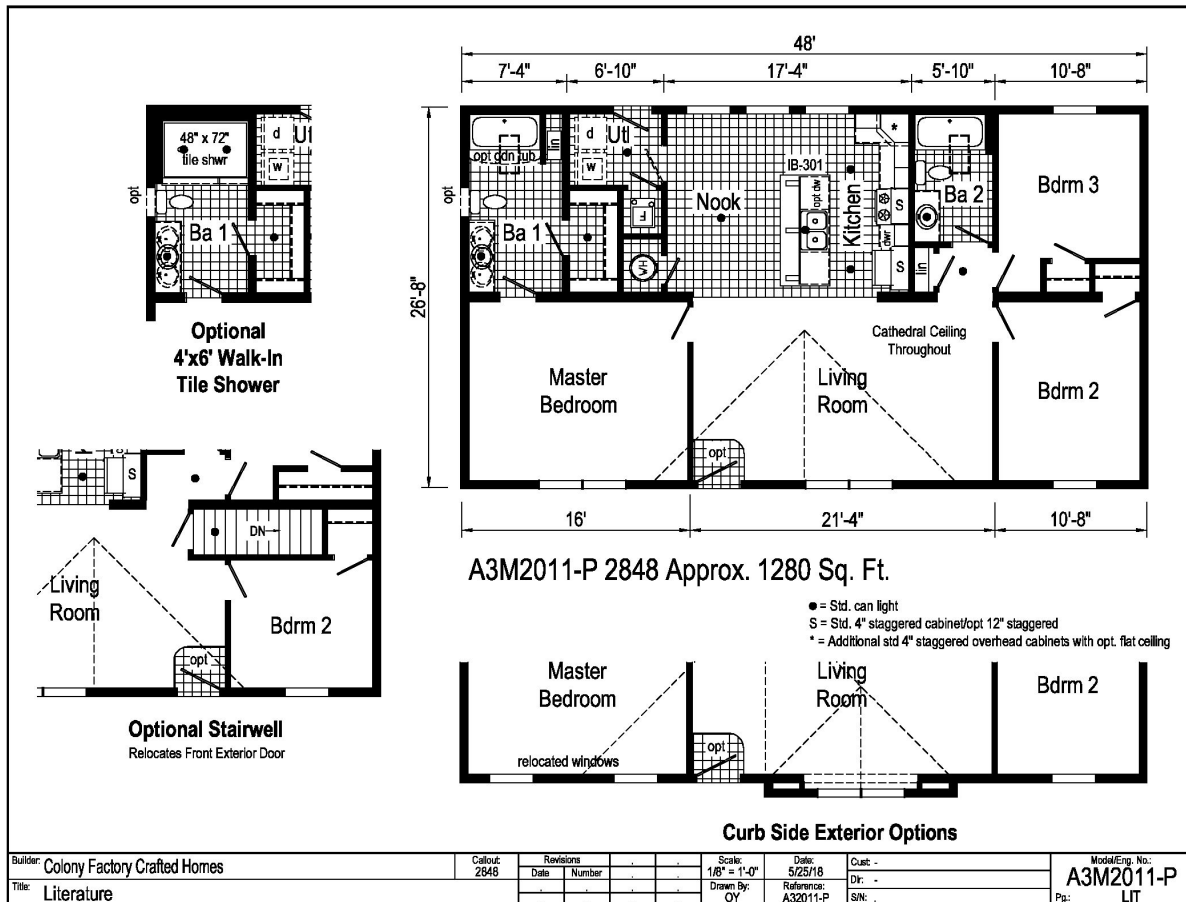 48'
7'-4" 6'-10" 17'-4" 5'-10" 10'-8"
26'-8"
opt gdn tub
lin
d
Utl
w
F
WH
Ba 1
Nook
IB-301
opt dw
Kitchen
*
S
dwr
S
lin
Ba 2
Bdrm 3
Master
Bedroom
Living
Room
Cathedral Ceiling
Throughout
Bdrm 2
opt
16' 21'-4" 10'-8"
48" x 72"
tile shwr
d
Utl
w
opt
opt
Ba 1
Optional
4'x6' Walk-In
Tile Shower
S
DN
Living
Room
Bdrm 2
opt
Optional Stairwell
Relocates Front Exterior Door
A3M2011-P 2848 Approx. 1280 Sq. Ft.
● = Std. can light
S = Std. 4" staggered cabinet/opt 12" staggered
* = Additional std 4" staggered overhead cabinets with opt. flat ceiling
Master
Bedroom
Living
Room
Bdrm 2
opt
relocated windows
Curb Side Exterior Options
Builder: Colony Factory Crafted Homes
Title: Literature
Callout:
2848
Revisions
Date Number
Scale:
1/8" = 1'-0"
Drawn By:
OY
Date:
5/25/18
Reference:
A32011-P
Cust: -
Dir: -
S/N: .
Model/Eng. No.:
A3M2011-P
Pg.: LIT